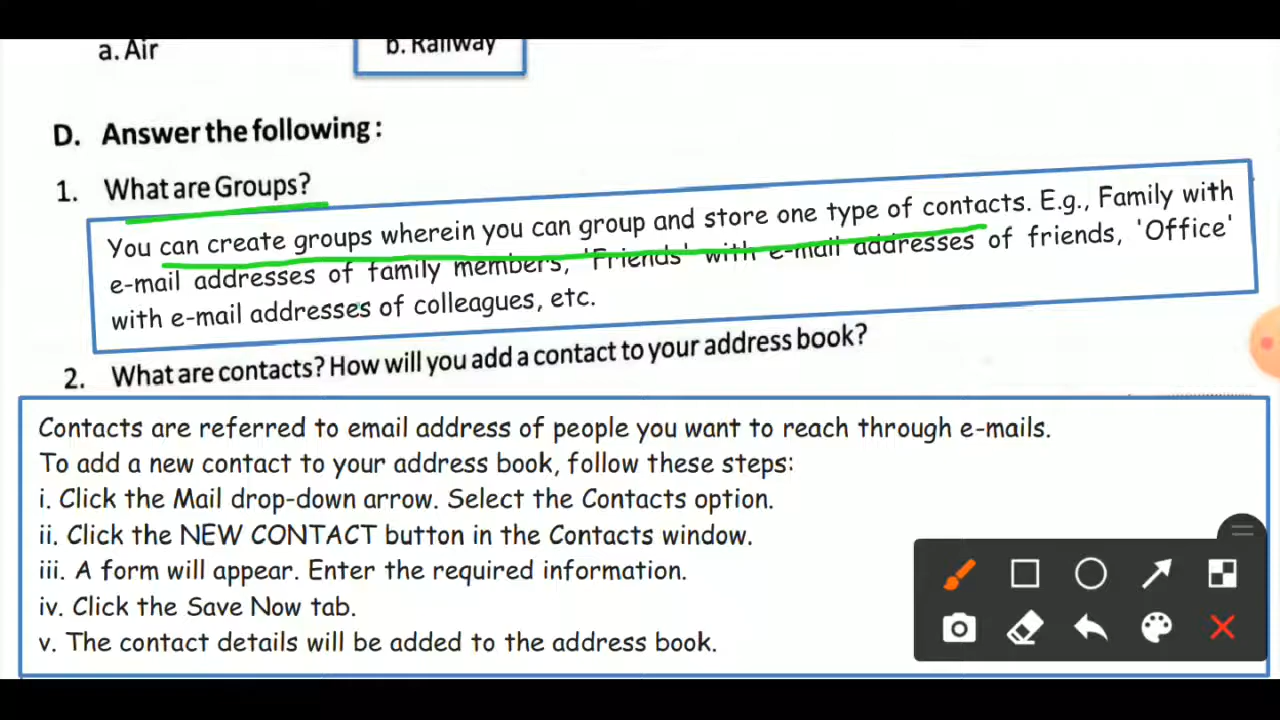 a. Air
b. Railway
D. Answer the following :
1. What are Groups?
You can create groups wherein you can group and store one type of contacts. E.g., Family with
e-mail addresses of family members, 'Friends' with e-mail addresses of friends, 'Office'
with e-mail addresses of colleagues, etc.
2. What are contacts? How will you add a contact to your address book?
Contacts are referred to email address of people you want to reach through e-mails.
To add a new contact to your address book, follow these steps:
i. Click the Mail drop-down arrow. Select the Contacts option.
ii. Click the NEW CONTACT button in the Contacts window.
iii. A form will appear. Enter the required information.
iv. Click the Save Now tab.
v. The contact details will be added to the address book.